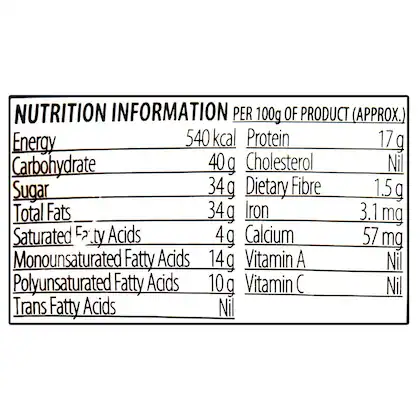 NUTRITION INFORMATION PER 100g OF PRODUCT (APPROX.)
Energy 540 kcal
Carbohydrate 40 g
Sugar 34 g
Total Fats 34 g
Saturated Fatty Acids 4 g
Monounsaturated Fatty Acids 14 g
Polyunsaturated Fatty Acids 10 g
Trans Fatty Acids Nil
Protein 17 g
Cholesterol Nil
Dietary Fibre 1.5 g
Iron 3.1 mg
Calcium 57 mg
Vitamin A Nil
Vitamin C Nil